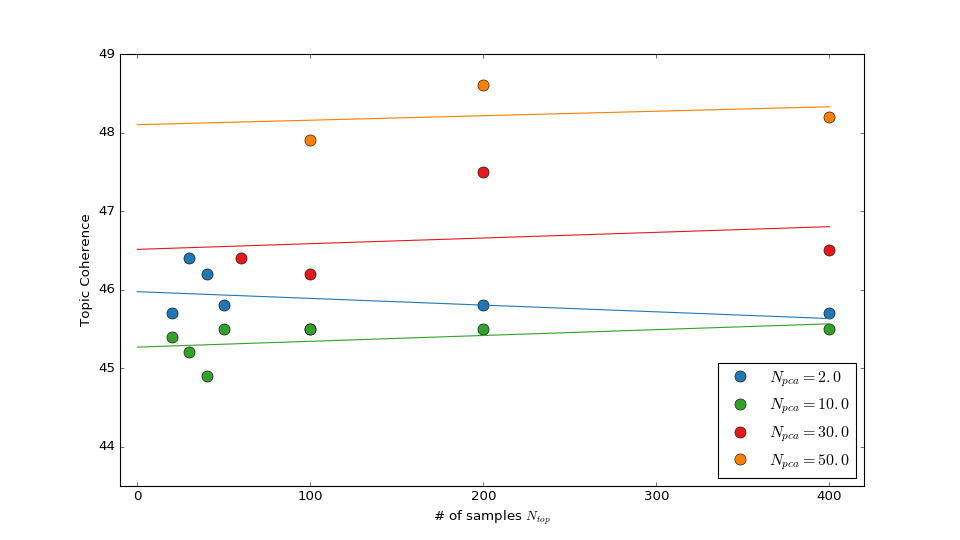 49
48
47
46
45
44
Topic Coherence
0 100 200 300 400
# of samples N_top
N_pca = 2.0
N_pca = 10.0
N_pca = 30.0
N_pca = 50.0